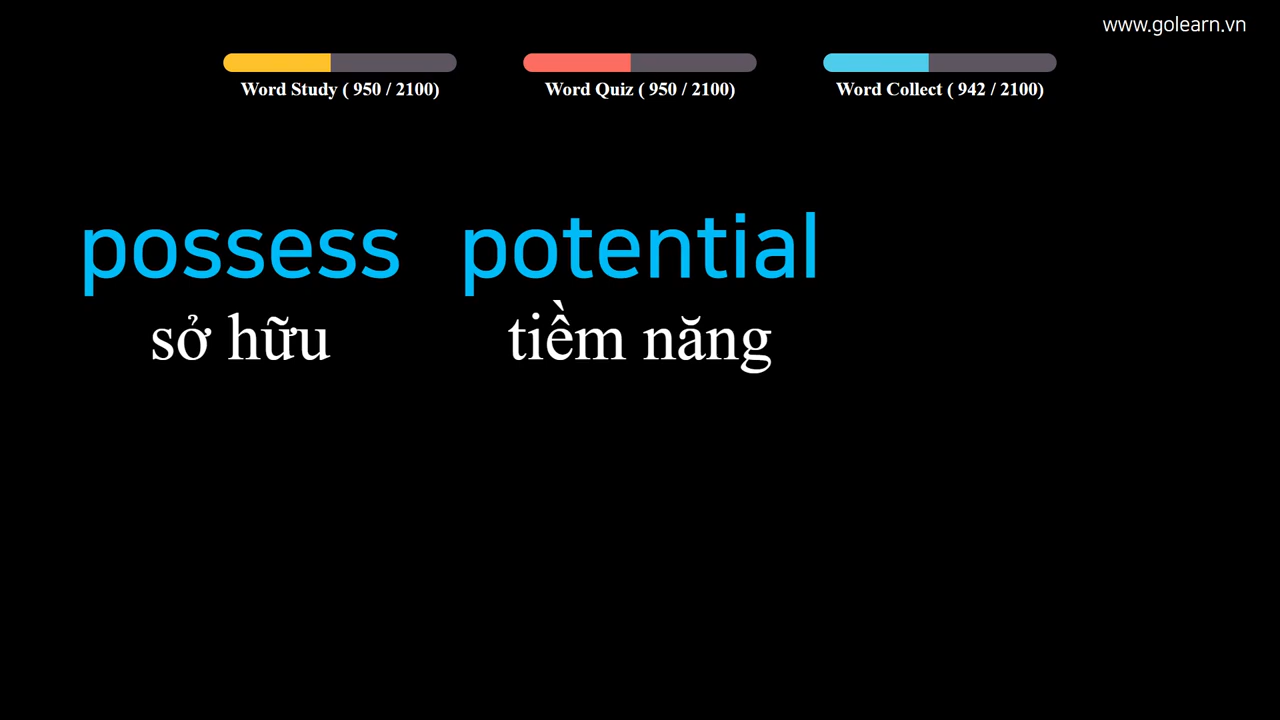 www.golearn.vn
Word Study ( 950 / 2100)
Word Quiz ( 950 / 2100)
Word Collect ( 942 / 2100)
possess potential
sở hữu tiềm năng